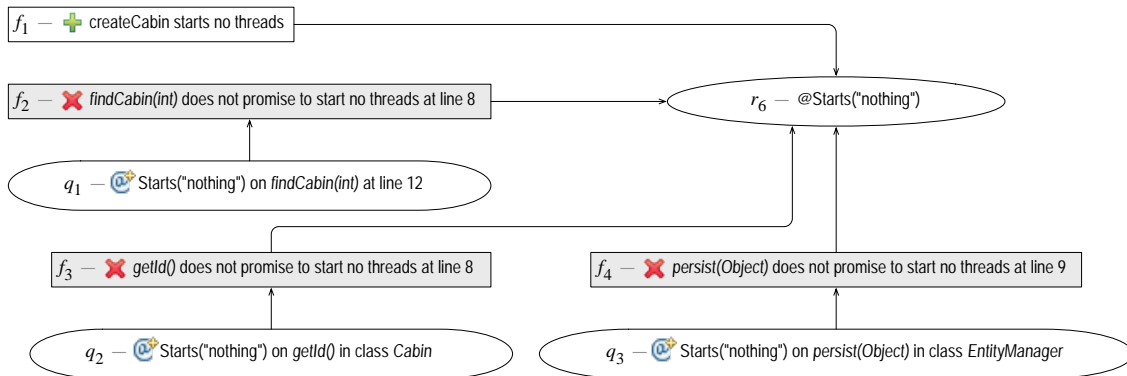 f1 – createCabin starts no threads
f2 – findCabin(int) does not promise to start no threads at line 8
r6 – @Starts("nothing")
q1 – @ Starts("nothing") on findCabin(int) at line 12
f3 – getId() does not promise to start no threads at line 8
f4 – persist(Object) does not promise to start no threads at line 9
q2 – @ Starts("nothing") on getId() in class Cabin
q3 – @ Starts("nothing") on persist(Object) in class EntityManager